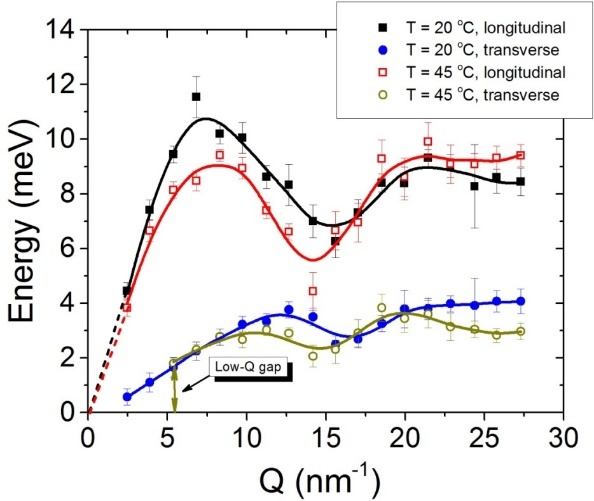 T = 20 °C, longitudinal
T = 20 °C, transverse
T = 45 °C, longitudinal
T = 45 °C, transverse
14
12
10
8
6
4
2
0
Energy (meV)
Low-Q gap
0 5 10 15 20 25 30
Q (nm⁻¹)